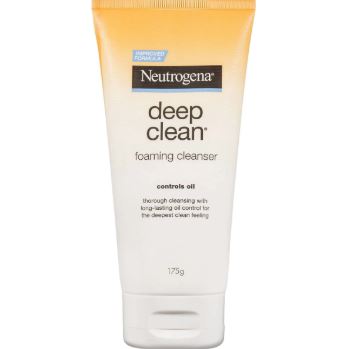 IMPROVED
FORMULA
Neutrogena®
deep
clean®
foaming cleanser
controls oil
thorough cleansing with
long-lasting oil control for
the deepest clean feeling
175g